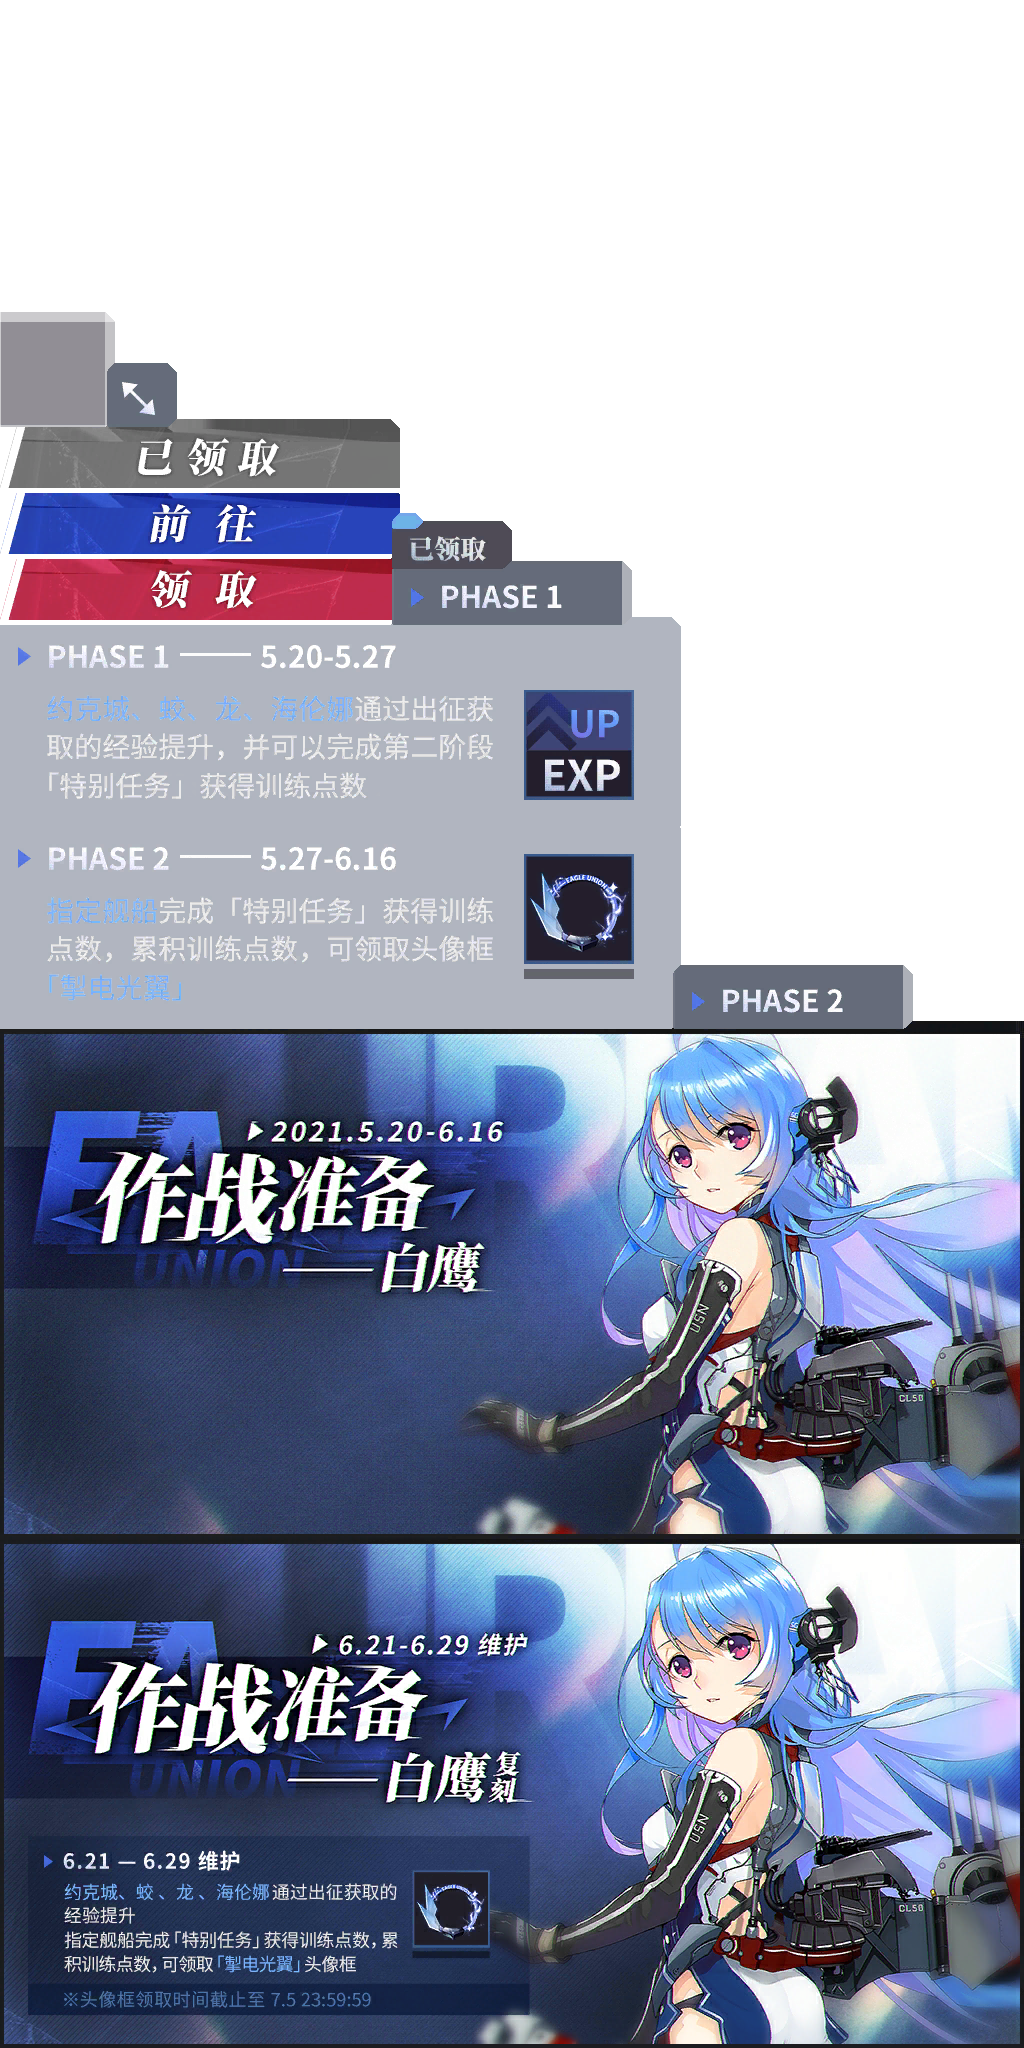 已领取
前往
领取
已领取
PHASE 1
PHASE 1 —— 5.20-5.27
约克城、蛟、龙、海伦娜通过出征获
取的经验提升，并可以完成第二阶段
「特别任务」获得训练点数
UP
EXP
PHASE 2 —— 5.27-6.16
指定舰船完成「特别任务」获得训练
点数，累积训练点数，可领取头像框
「掣电光翼」
EAGLE UNION
PHASE 2
2021.5.20-6.16
作战准备
UNION
——白鹰
NSU
CL50
6.21-6.29 维护
作战准备
UNION
——白鹰复刻
NSU
CL50
6.21 — 6.29 维护
约克城、蛟、龙、海伦娜通过出征获取的
经验提升
指定舰船完成「特别任务」获得训练点数，累
积训练点数，可领取「掣电光翼」头像框
※头像框领取时间截止至 7.5 23:59:59